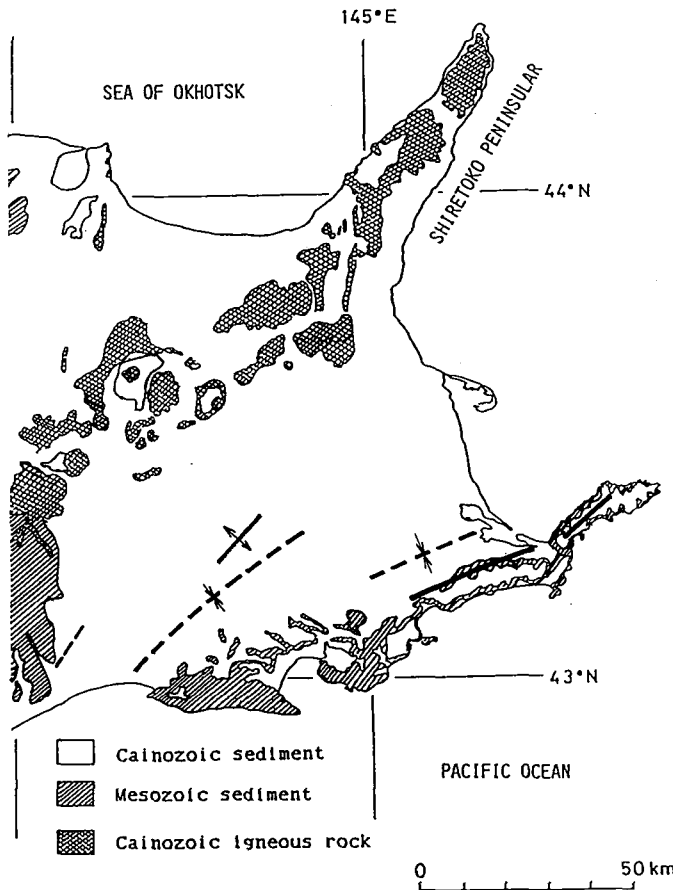 145°E
SEA OF OKHOTSK
SHIRETOKO PENINSULAR
44°N
43°N
Cainozoic sediment
Mesozoic sediment
Cainozoic igneous rock
PACIFIC OCEAN
0 50 km